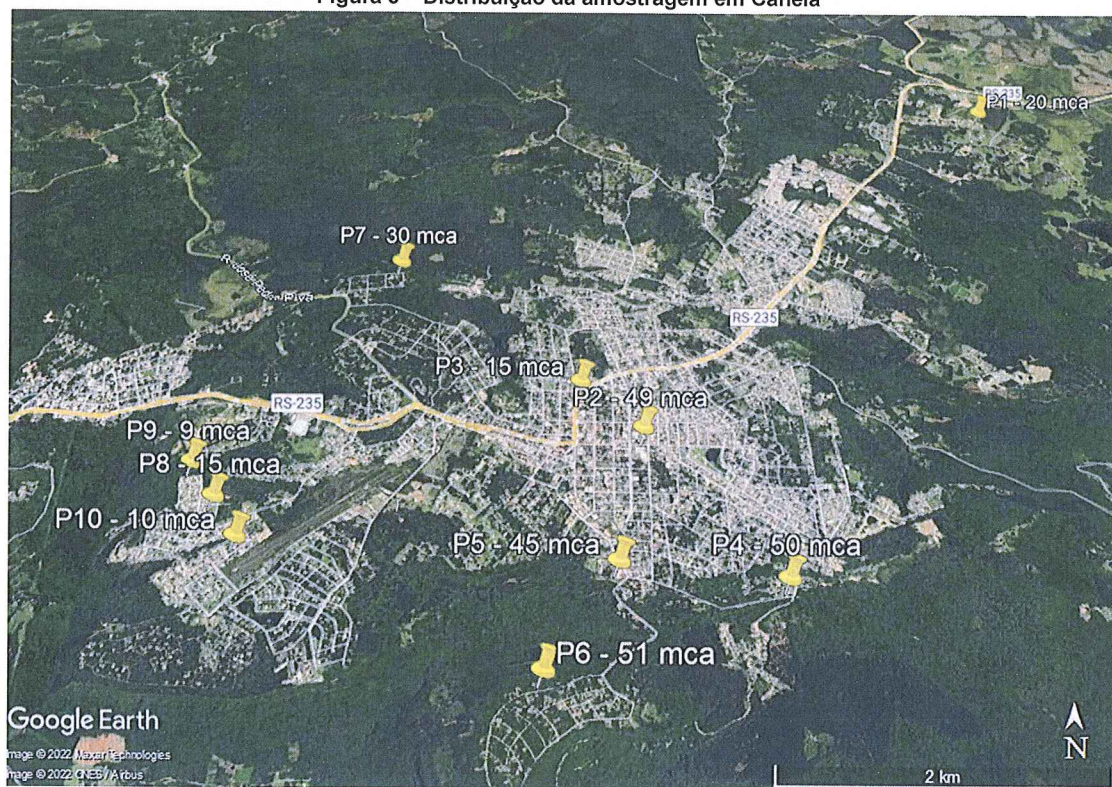 Figura 3 – Distribuição da amostragem em Canela
RS-235
P1 - 20 mca
P7 - 30 mca
RS-235
P3 - 15 mca
P2 - 49 mca
RS-235
P9 - 9 mca
P8 - 15 mca
P10 - 10 mca
P5 - 45 mca
P4 - 50 mca
P6 - 51 mca
Google Earth
Image © 2022 Maxar Technologies
Image © 2022 CNES / Airbus
N
2 km